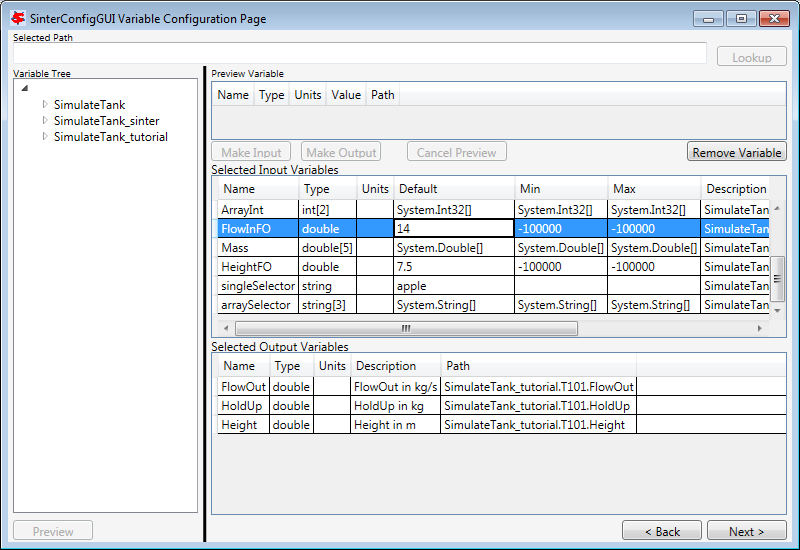 SinterConfigGUI Variable Configuration Page
Selected Path
Lookup
Variable Tree
SimulateTank
SimulateTank_sinter
SimulateTank_tutorial
Preview
Preview Variable
Name Type Units Value Path
Make Input Make Output Cancel Preview Remove Variable
Selected Input Variables
Name Type Units Default Min Max Description
ArrayInt int[2] System.Int32[] System.Int32[] System.Int32[] SimulateTan
FlowInFO double 14 -100000 -100000 SimulateTan
Mass double[5] System.Double[] System.Double[] System.Double[] SimulateTan
HeightFO double 7.5 -100000 -100000 SimulateTan
singleSelector string apple SimulateTan
arraySelector string[3] System.String[] System.String[] System.String[] SimulateTan
Selected Output Variables
Name Type Units Description Path
FlowOut double FlowOut in kg/s SimulateTank_tutorial.T101.FlowOut
HoldUp double HoldUp in kg SimulateTank_tutorial.T101.HoldUp
Height double Height in m SimulateTank_tutorial.T101.Height
< Back Next >